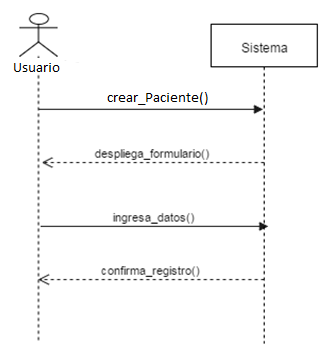 Usuario
Sistema
crear_Paciente()
despliega_formulario()
ingresa_datos()
confirma_registro()